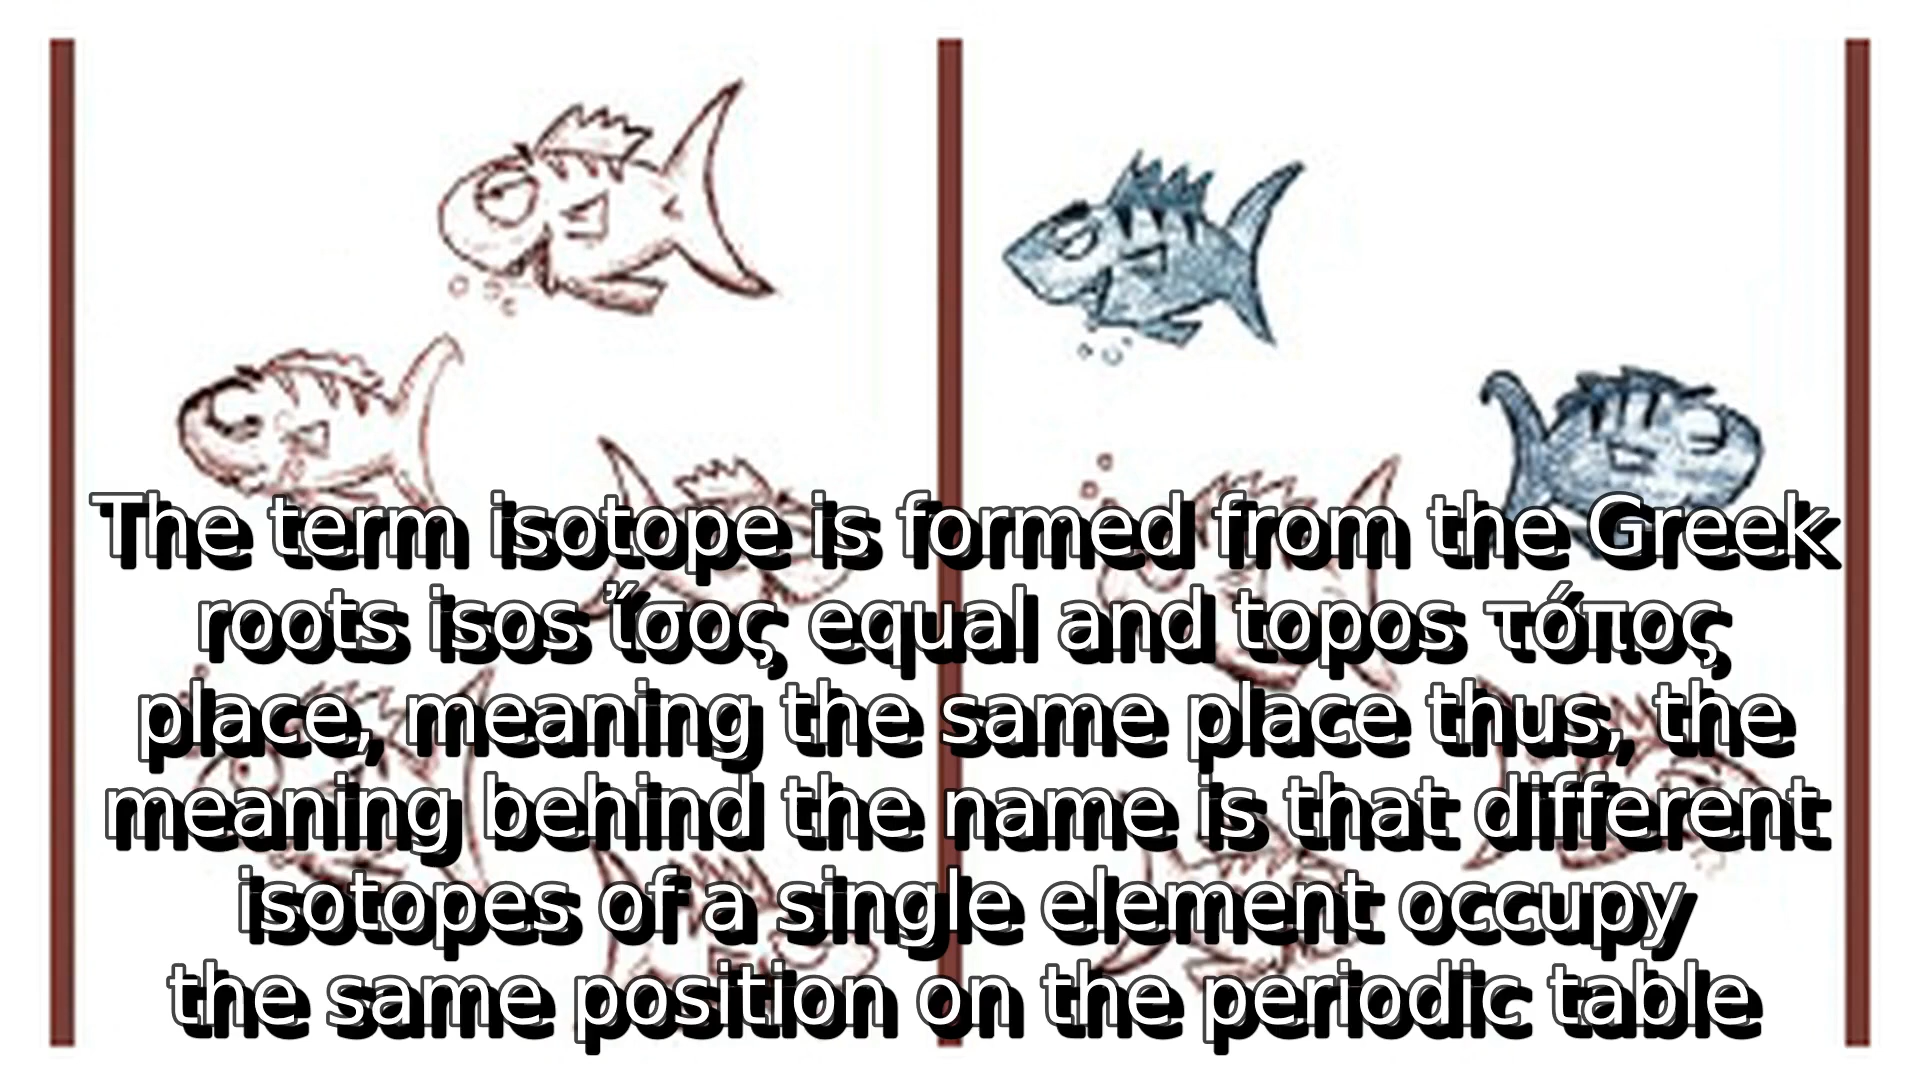 The term isotope is formed from the Greek
roots isos ἴσος equal and topos τόπος
place, meaning the same place thus, the
meaning behind the name is that different
isotopes of a single element occupy
the same position on the periodic table